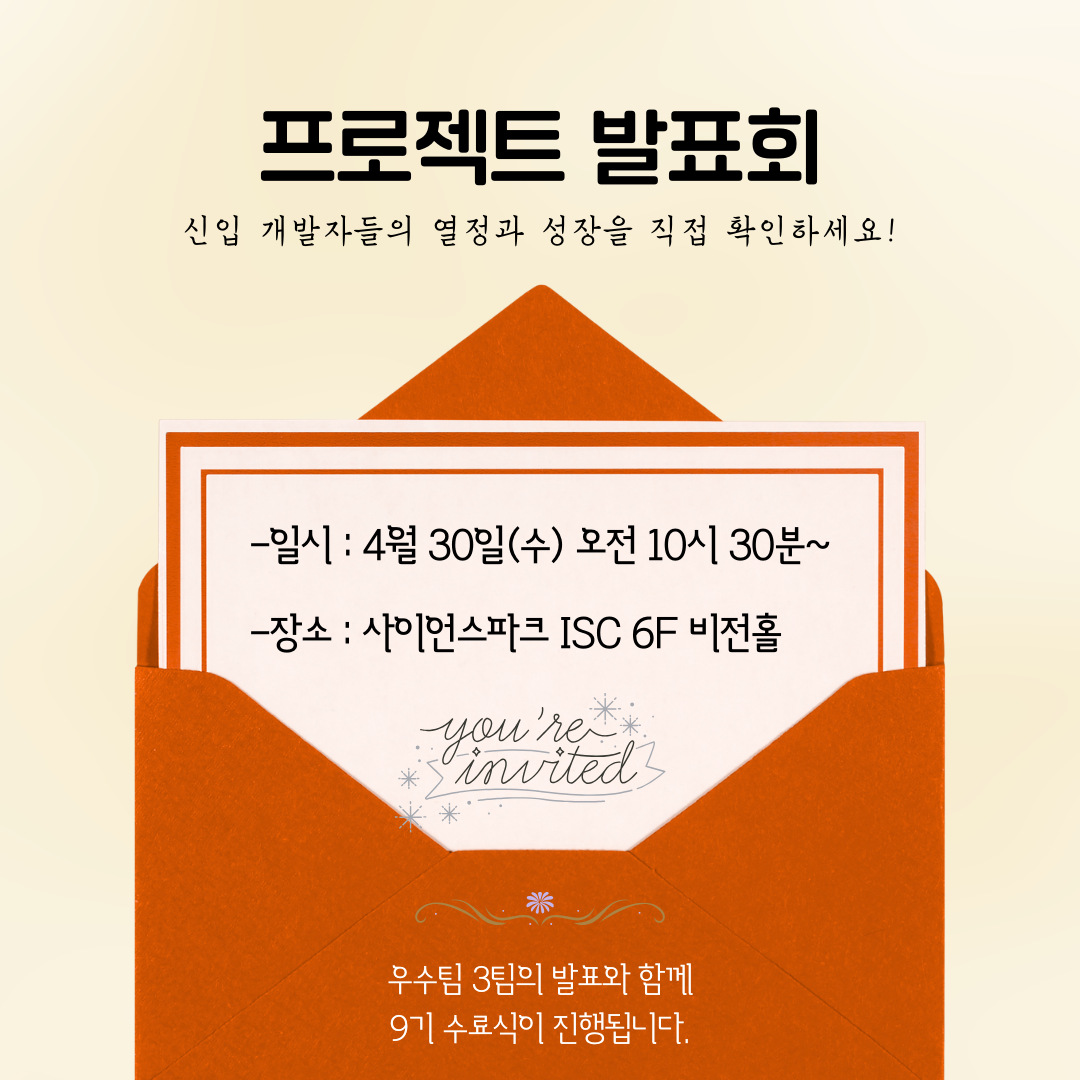 프로젝트 발표회
신입 개발자들의 열정과 성장을 직접 확인하세요!
-일시 : 4월 30일(수) 오전 10시 30분~
-장소 : 사이언스파크 ISC 6F 비전홀
you're
invited
우수팀 3팀의 발표와 함께
9기 수료식이 진행됩니다.